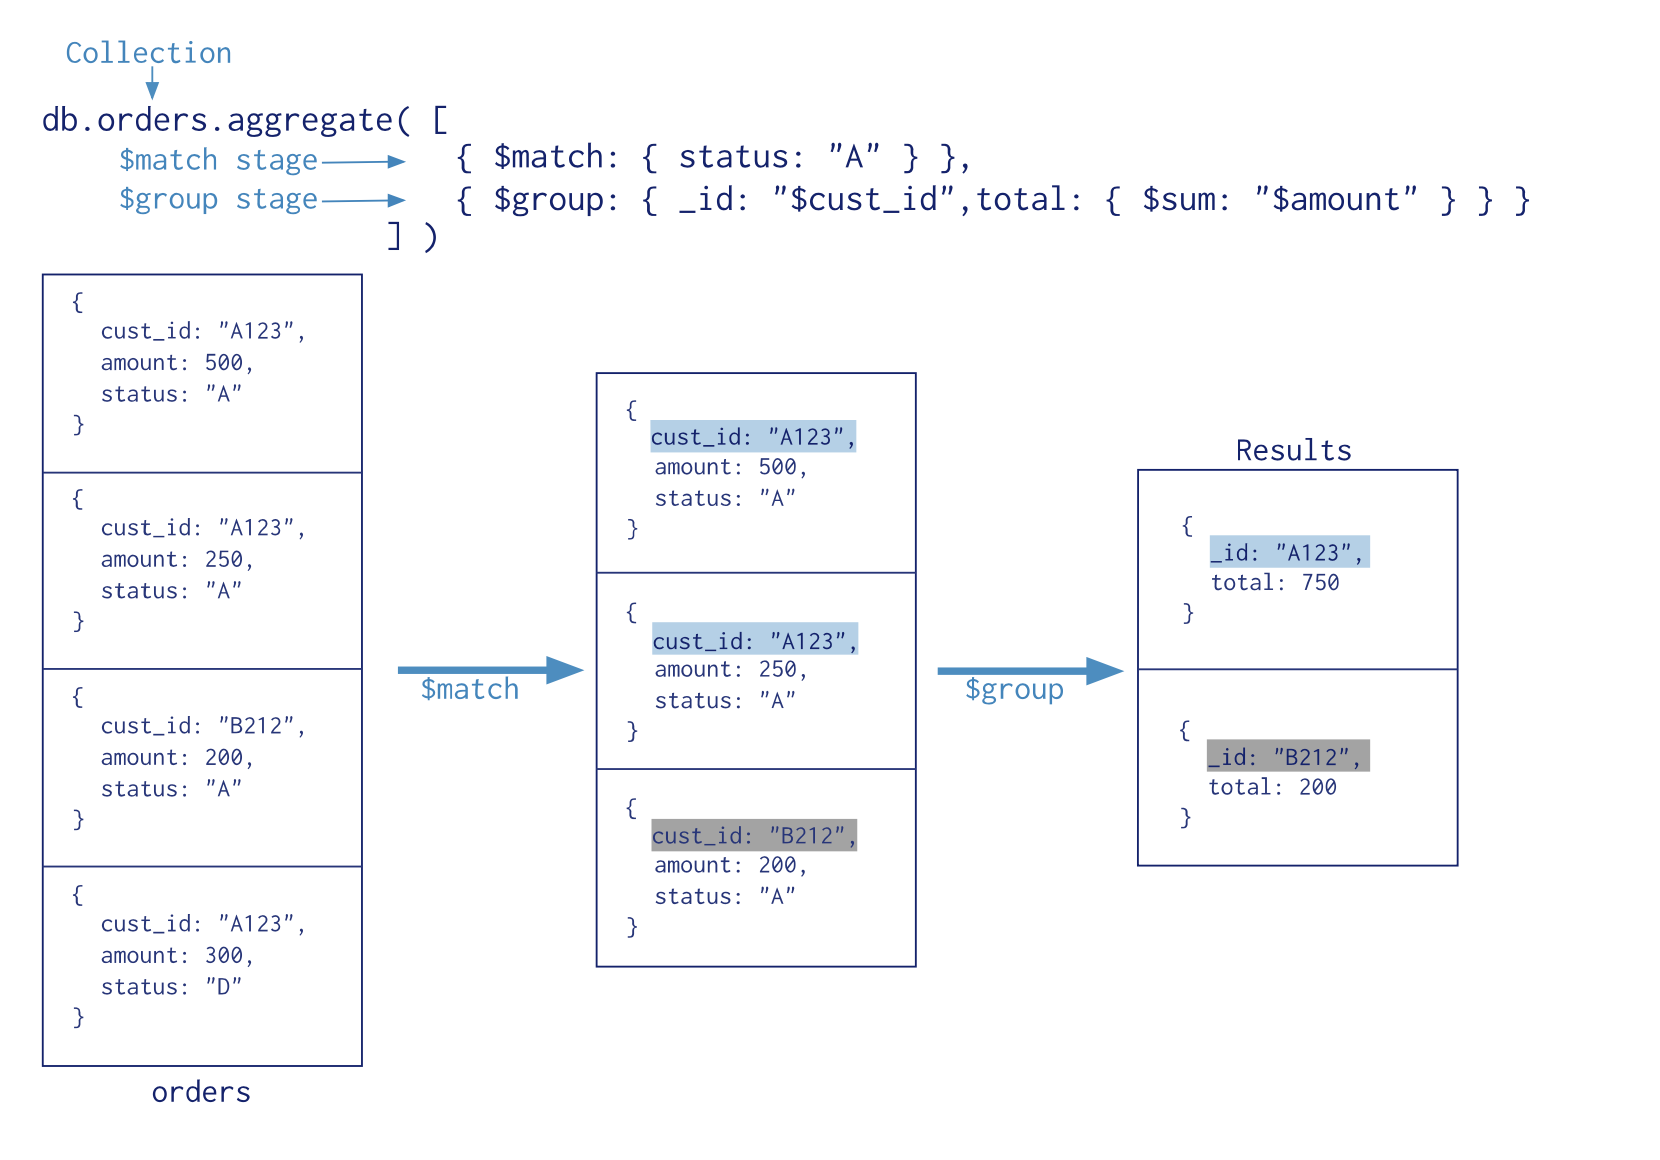 Collection
db.orders.aggregate( [
$match stage
{ $match: { status: "A" } },
$group stage
{ $group: { _id: "$cust_id",total: { $sum: "$amount" } } }
] )
{
cust_id: "A123",
amount: 500,
status: "A"
}
{
cust_id: "A123",
amount: 250,
status: "A"
}
{
cust_id: "B212",
amount: 200,
status: "A"
}
{
cust_id: "A123",
amount: 300,
status: "D"
}
orders
$match
{
cust_id: "A123",
amount: 500,
status: "A"
}
{
cust_id: "A123",
amount: 250,
status: "A"
}
{
cust_id: "B212",
amount: 200,
status: "A"
}
$group
Results
{
_id: "A123",
total: 750
}
{
_id: "B212",
total: 200
}